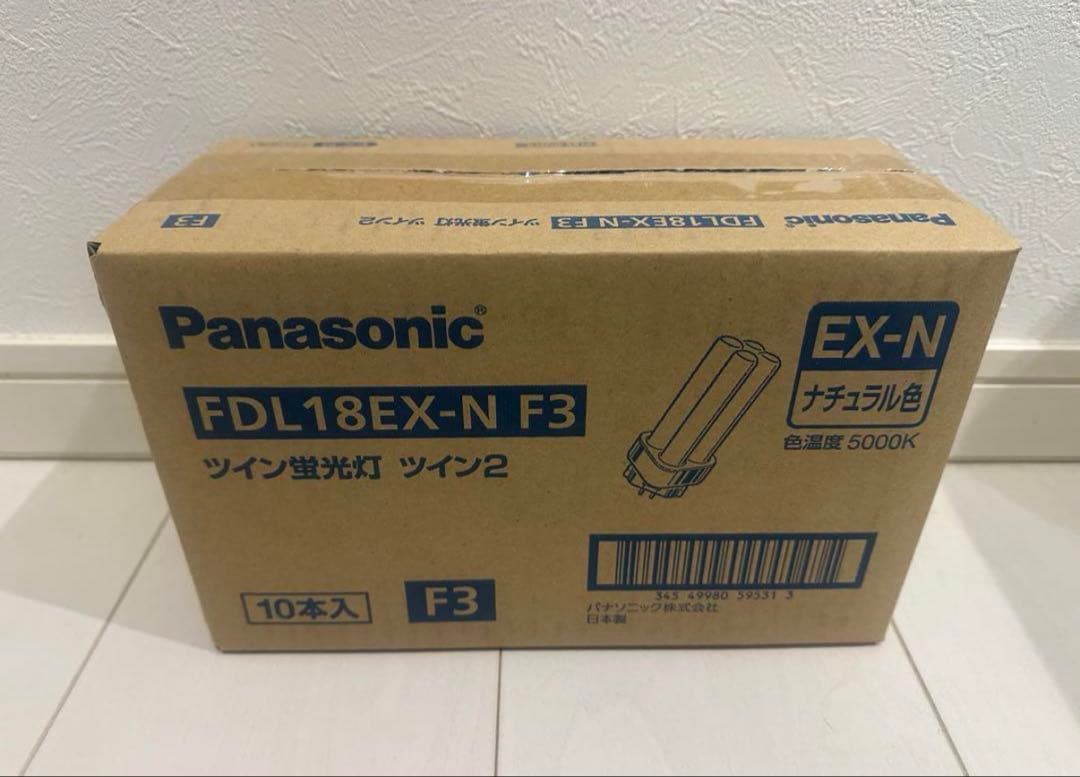 F3 ツイン蛍光灯 ツイン2 FDL18EX-N F3 Panasonic
Panasonic®
FDL18EX-N F3
ツイン蛍光灯 ツイン2
EX-N
ナチュラル色
色温度 5000K
10本入
F3
345 49980 59531 3
パナソニック株式会社
日本製